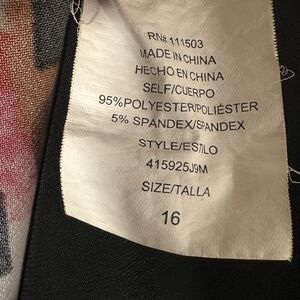 RN# 111503
MADE IN CHINA
HECHO EN CHINA
SELF/CUERPO
95%POLYESTER/POLIÉSTER
5% SPANDEX/SPANDEX
STYLE/ESTILO
415925J9M
SIZE/TALLA
16